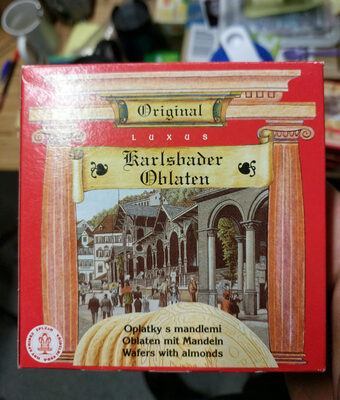 Original
LUXUS
Karlsbader
Oblaten
Oplatky s mandlemi
Oblaten mit Mandeln
Wafers with almonds